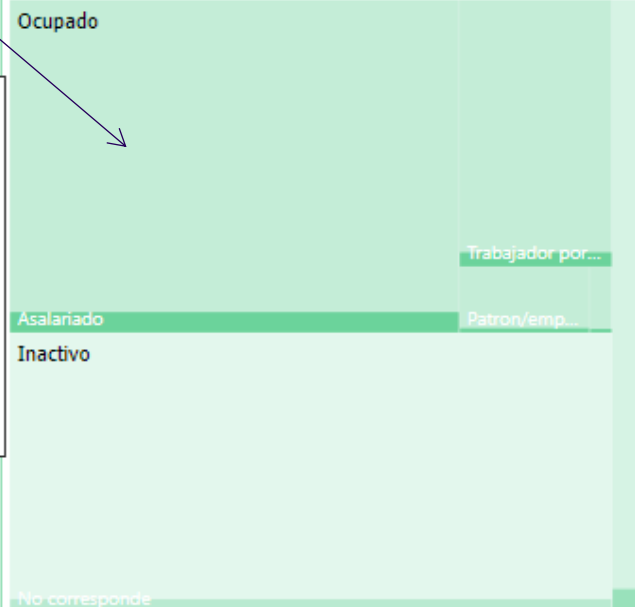 Ocupado
Trabajador por...
Asalariado
Patron/emp...
Inactivo
No corresponde